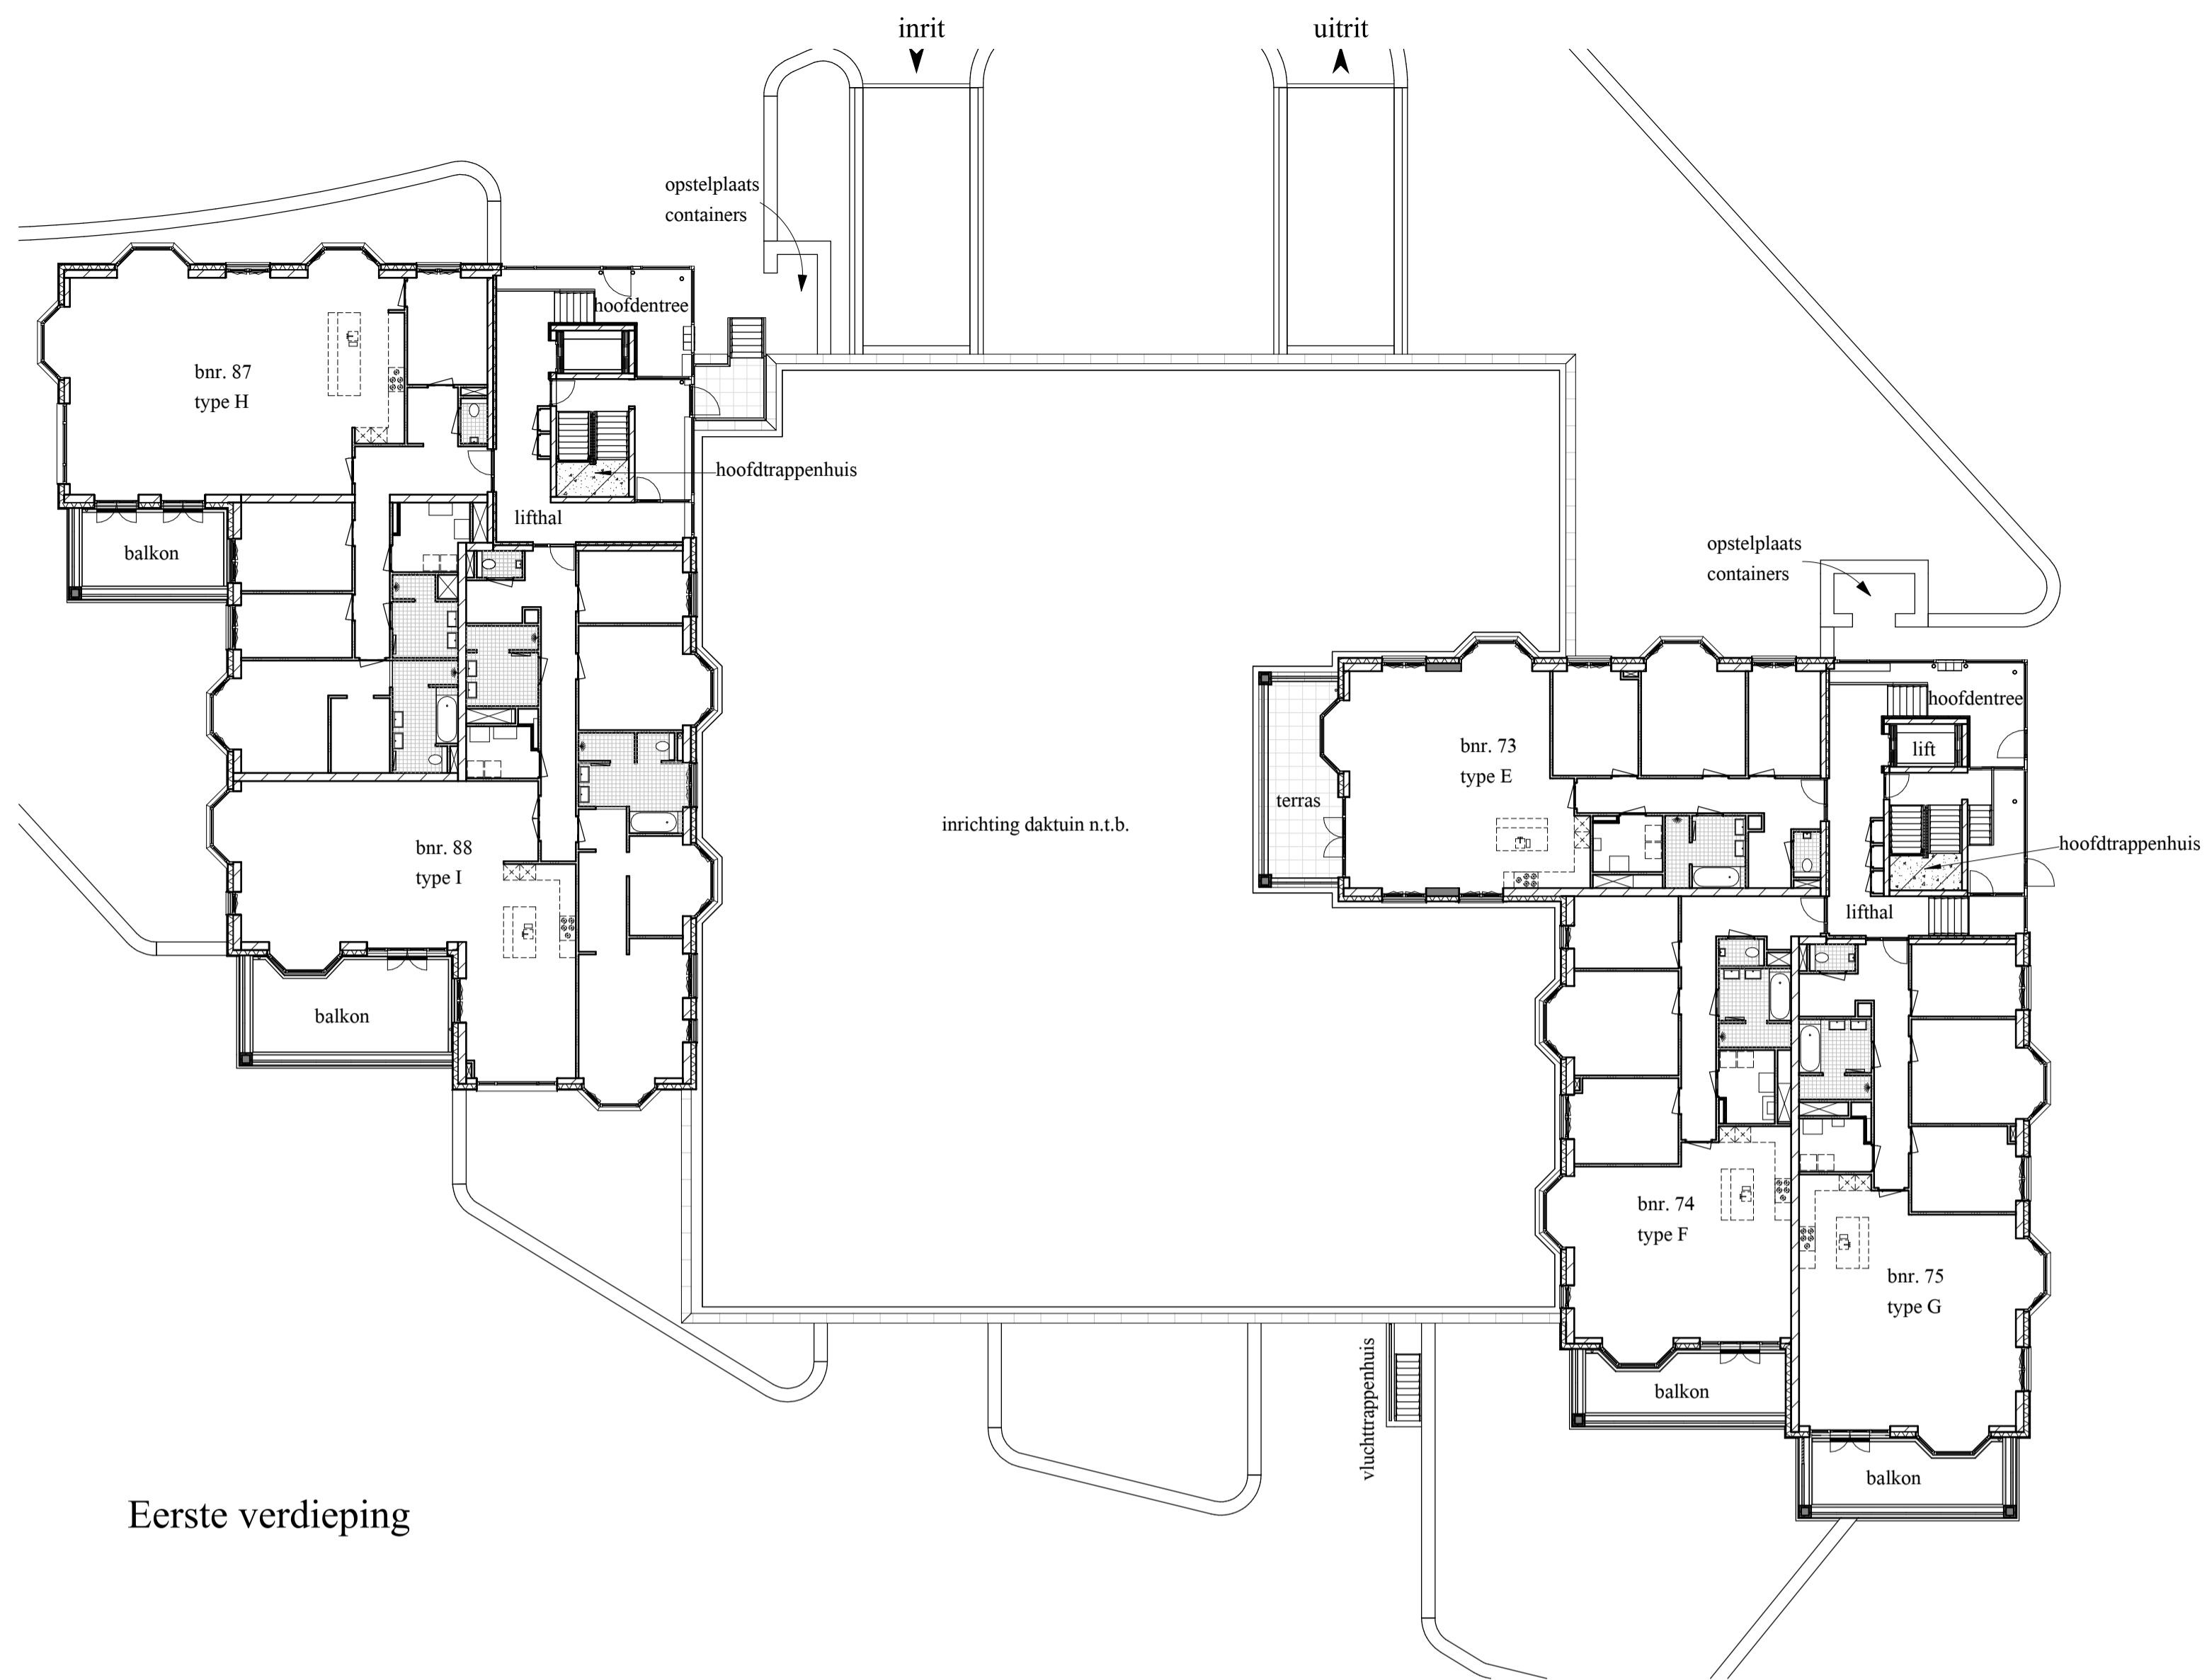 inrit
uitrit
opstelplaats
containers
hoofdentree
bnr. 87
type H
hoofdtrappenhuis
lifthal
balkon
opstelplaats
containers
hoofdentree
bnr. 73
type E
lift
terras
inrichting daktuin n.t.b.
hoofdtrappenhuis
bnr. 88
type I
lifthal
balkon
bnr. 74
type F
bnr. 75
type G
vluchttrappenhuis
balkon
balkon
Eerste verdieping